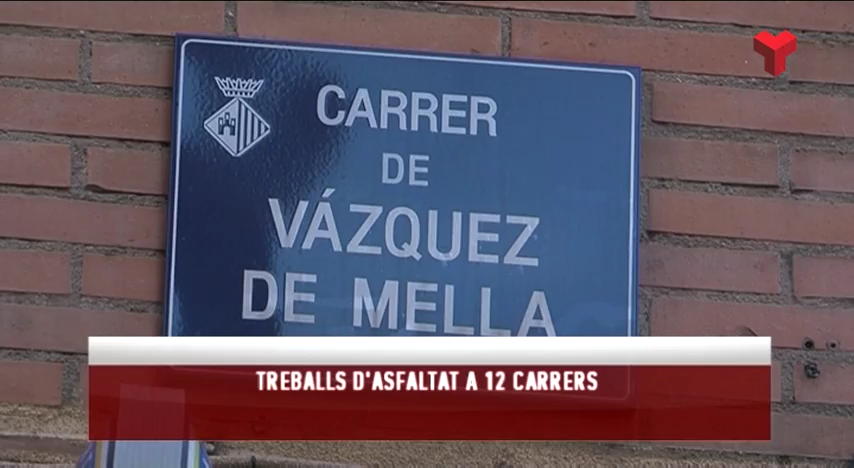 CARRER
DE
VÁZQUEZ
DE MELLA
TREBALLS D'ASFALTAT A 12 CARRERS